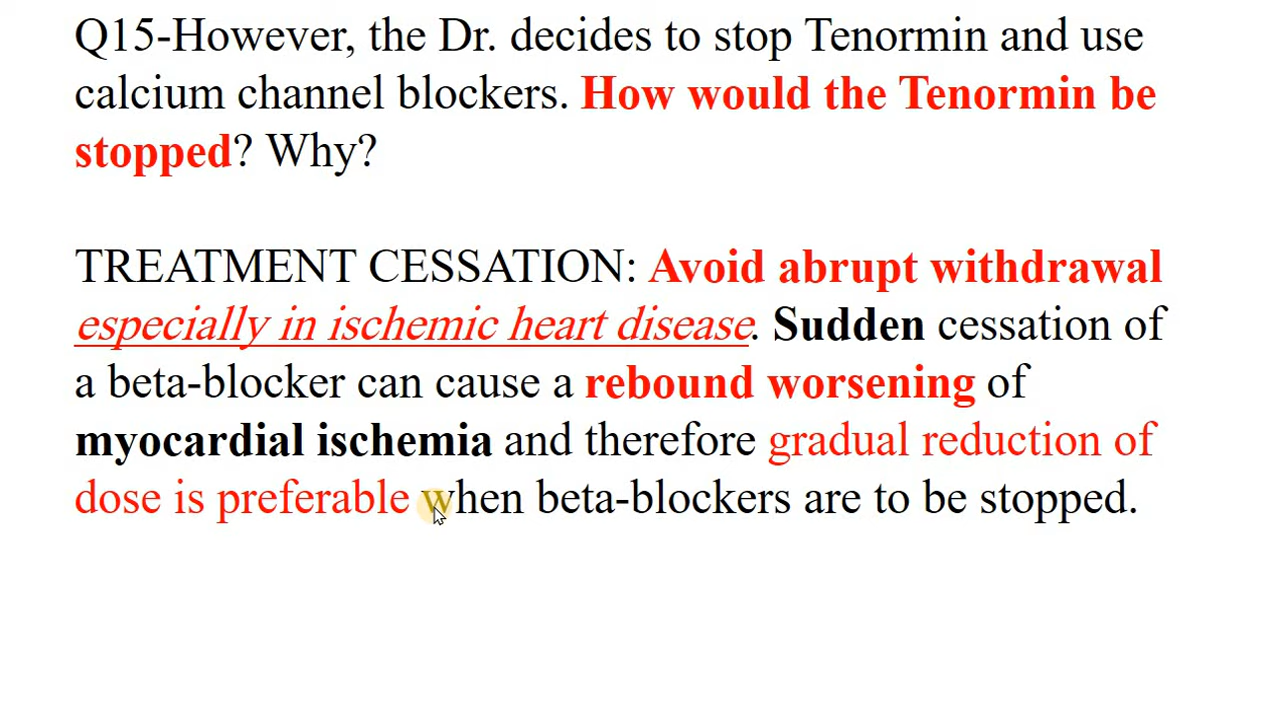 Q15-However, the Dr. decides to stop Tenormin and use
calcium channel blockers. How would the Tenormin be
stopped? Why?
TREATMENT CESSATION: Avoid abrupt withdrawal
especially in ischemic heart disease. Sudden cessation of
a beta-blocker can cause a rebound worsening of
myocardial ischemia and therefore gradual reduction of
dose is preferable when beta-blockers are to be stopped.